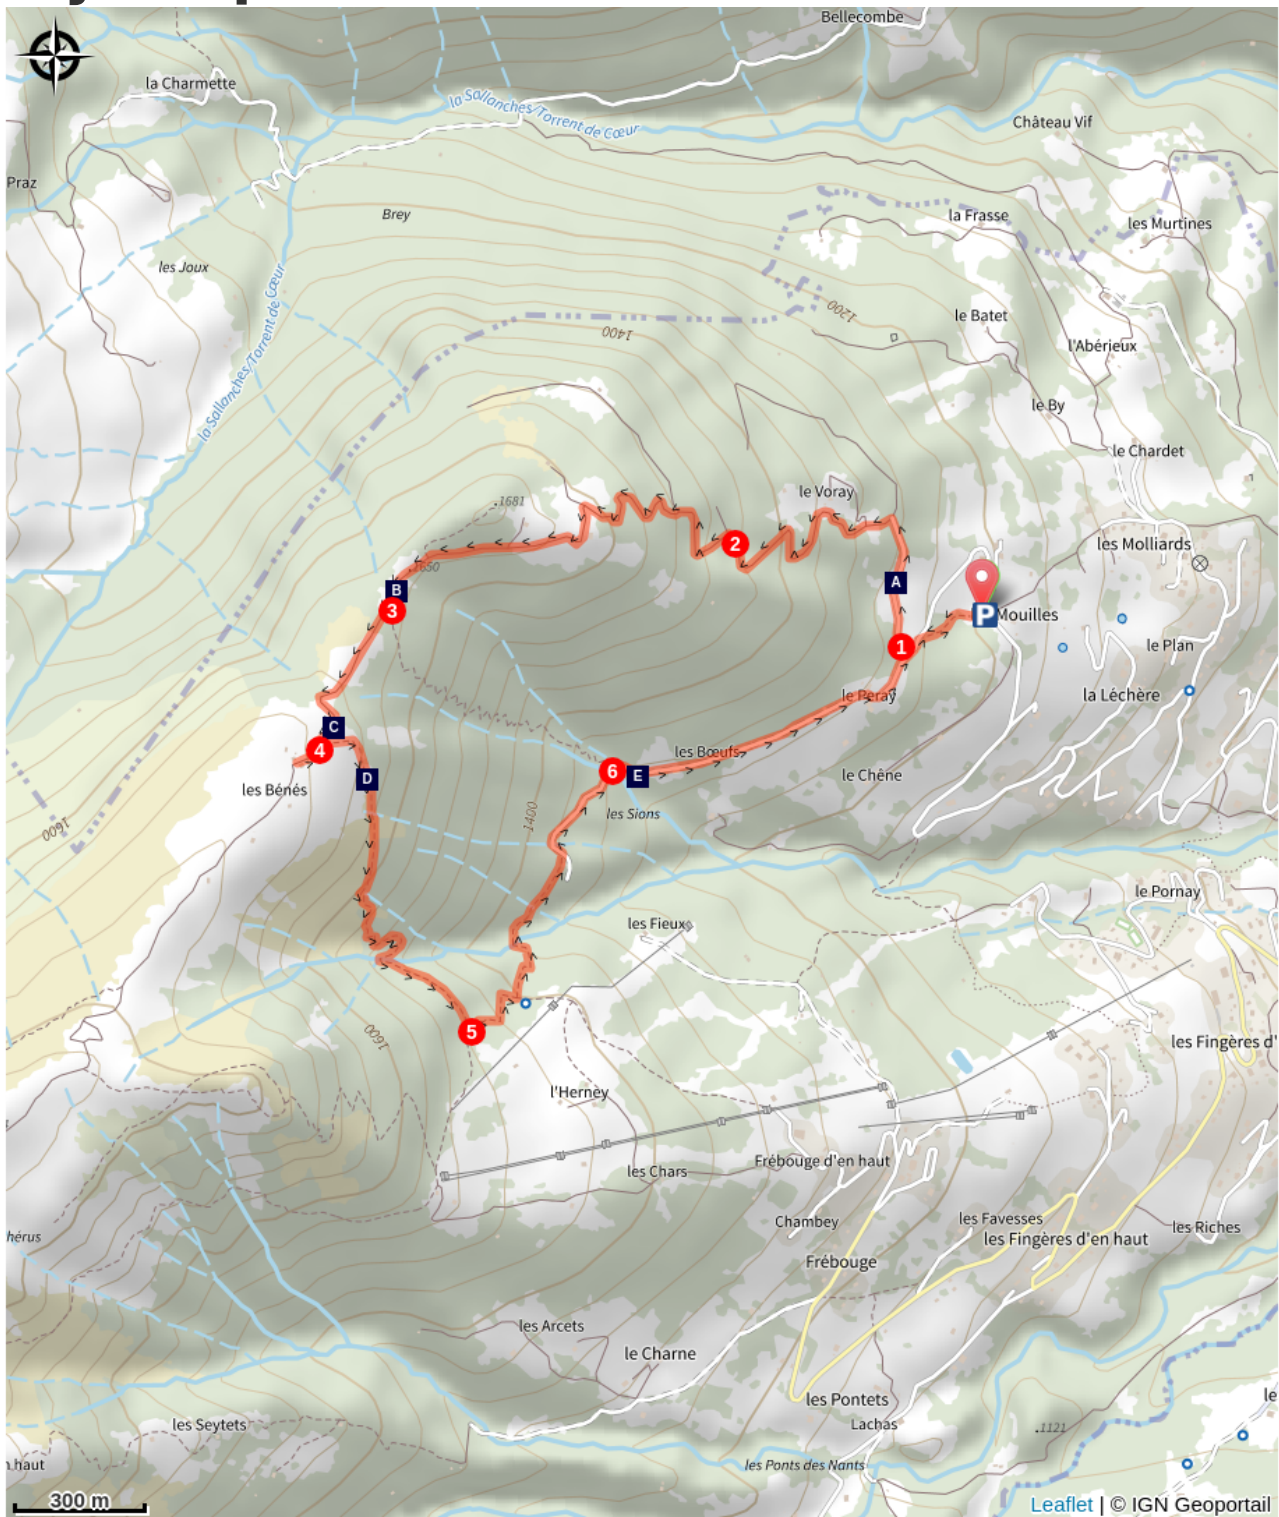 Bellecombe
la Charmette
la Sallanches/Torrent de Cœur
Château Vif
Praz
Brey
la Frasse
les Murtines
les Joux
1200
le Batet
1400
l'Abérieux
la Sallanches/Torrent de Cœur
le By
le Chardet
le Voray
1681
2
les Molliards
1650
A
B
3
P
Mouilles
1
le Plan
le Peray
la Léchère
C
4
les Bœufs
6
E
D
le Chêne
les Bénés
les Sions
1400
1600
le Pornay
les Fieux
5
1600
les Fingères d'
l'Herney
Frébouge d'en haut
les Chars
Chambey
les Favesses
les Riches
hérus
les Fingères d'en haut
Frébouge
les Arcets
le Charne
le
les Pontets
les Seytets
Lachas
.1121
haut
les Ponts des Nants
300 m
Leaflet | © IGN Geoportail